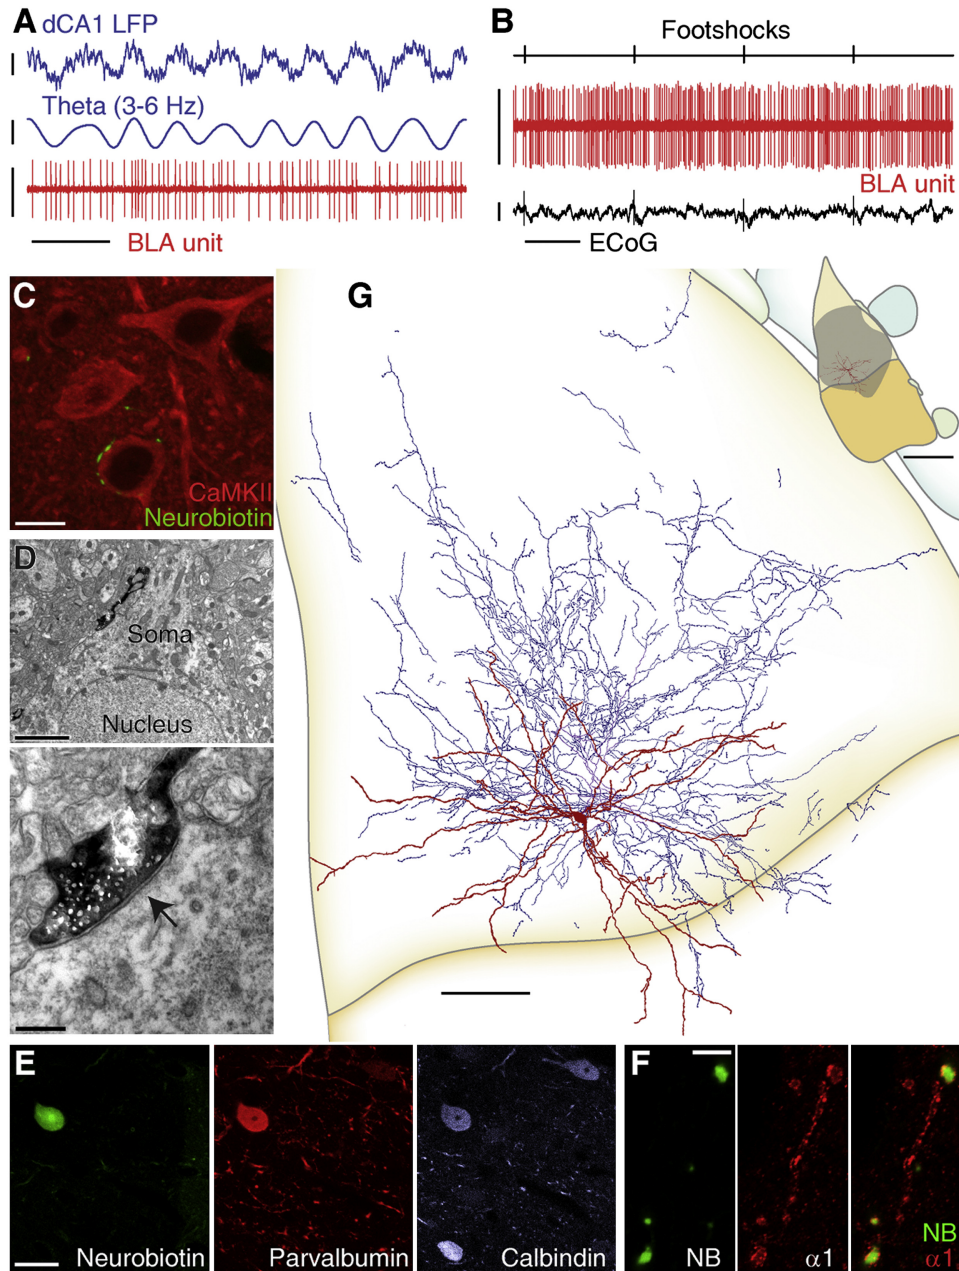 A
dCA1 LFP
Theta (3-6 Hz)
BLA unit
B
Footshocks
BLA unit
ECoG
C
CaMKII
Neurobiotin
D
Soma
Nucleus
G
E
Neurobiotin
Parvalbumin
Calbindin
F
NB
α1
NB
α1